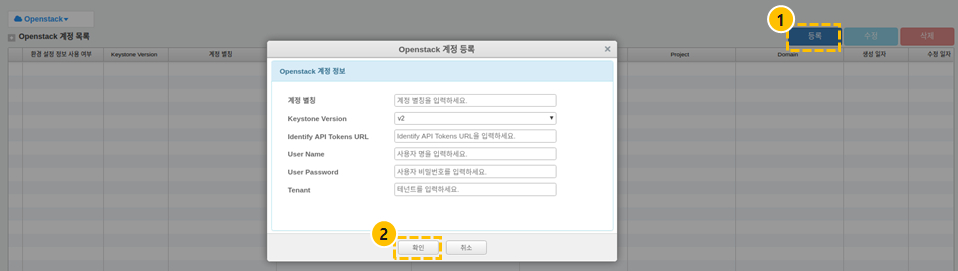 Openstack
1
Openstack 계정 목록
등록
수정
삭제
환경 설정 정보 사용 여부
Keystone Version
계정 별칭
Project
Domain
생성 일자
수정 일자
Openstack 계정 등록
Openstack 계정 정보
계정 별칭
계정 별칭을 입력하세요.
Keystone Version
v2
Identify API Tokens URL
Identify API Tokens URL을 입력하세요.
User Name
사용자 명을 입력하세요.
User Password
사용자 비밀번호를 입력하세요.
Tenant
테넌트를 입력하세요.
2
확인
취소